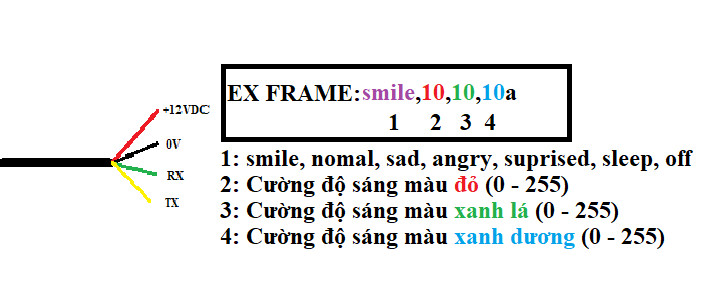 +12VDC
0V
RX
TX
EX FRAME:smile,10,10,10a
1 2 3 4
1: smile, nomal, sad, angry, suprised, sleep, off
2: Cường độ sáng màu đỏ (0 - 255)
3: Cường độ sáng màu xanh lá (0 - 255)
4: Cường độ sáng màu xanh dương (0 - 255)